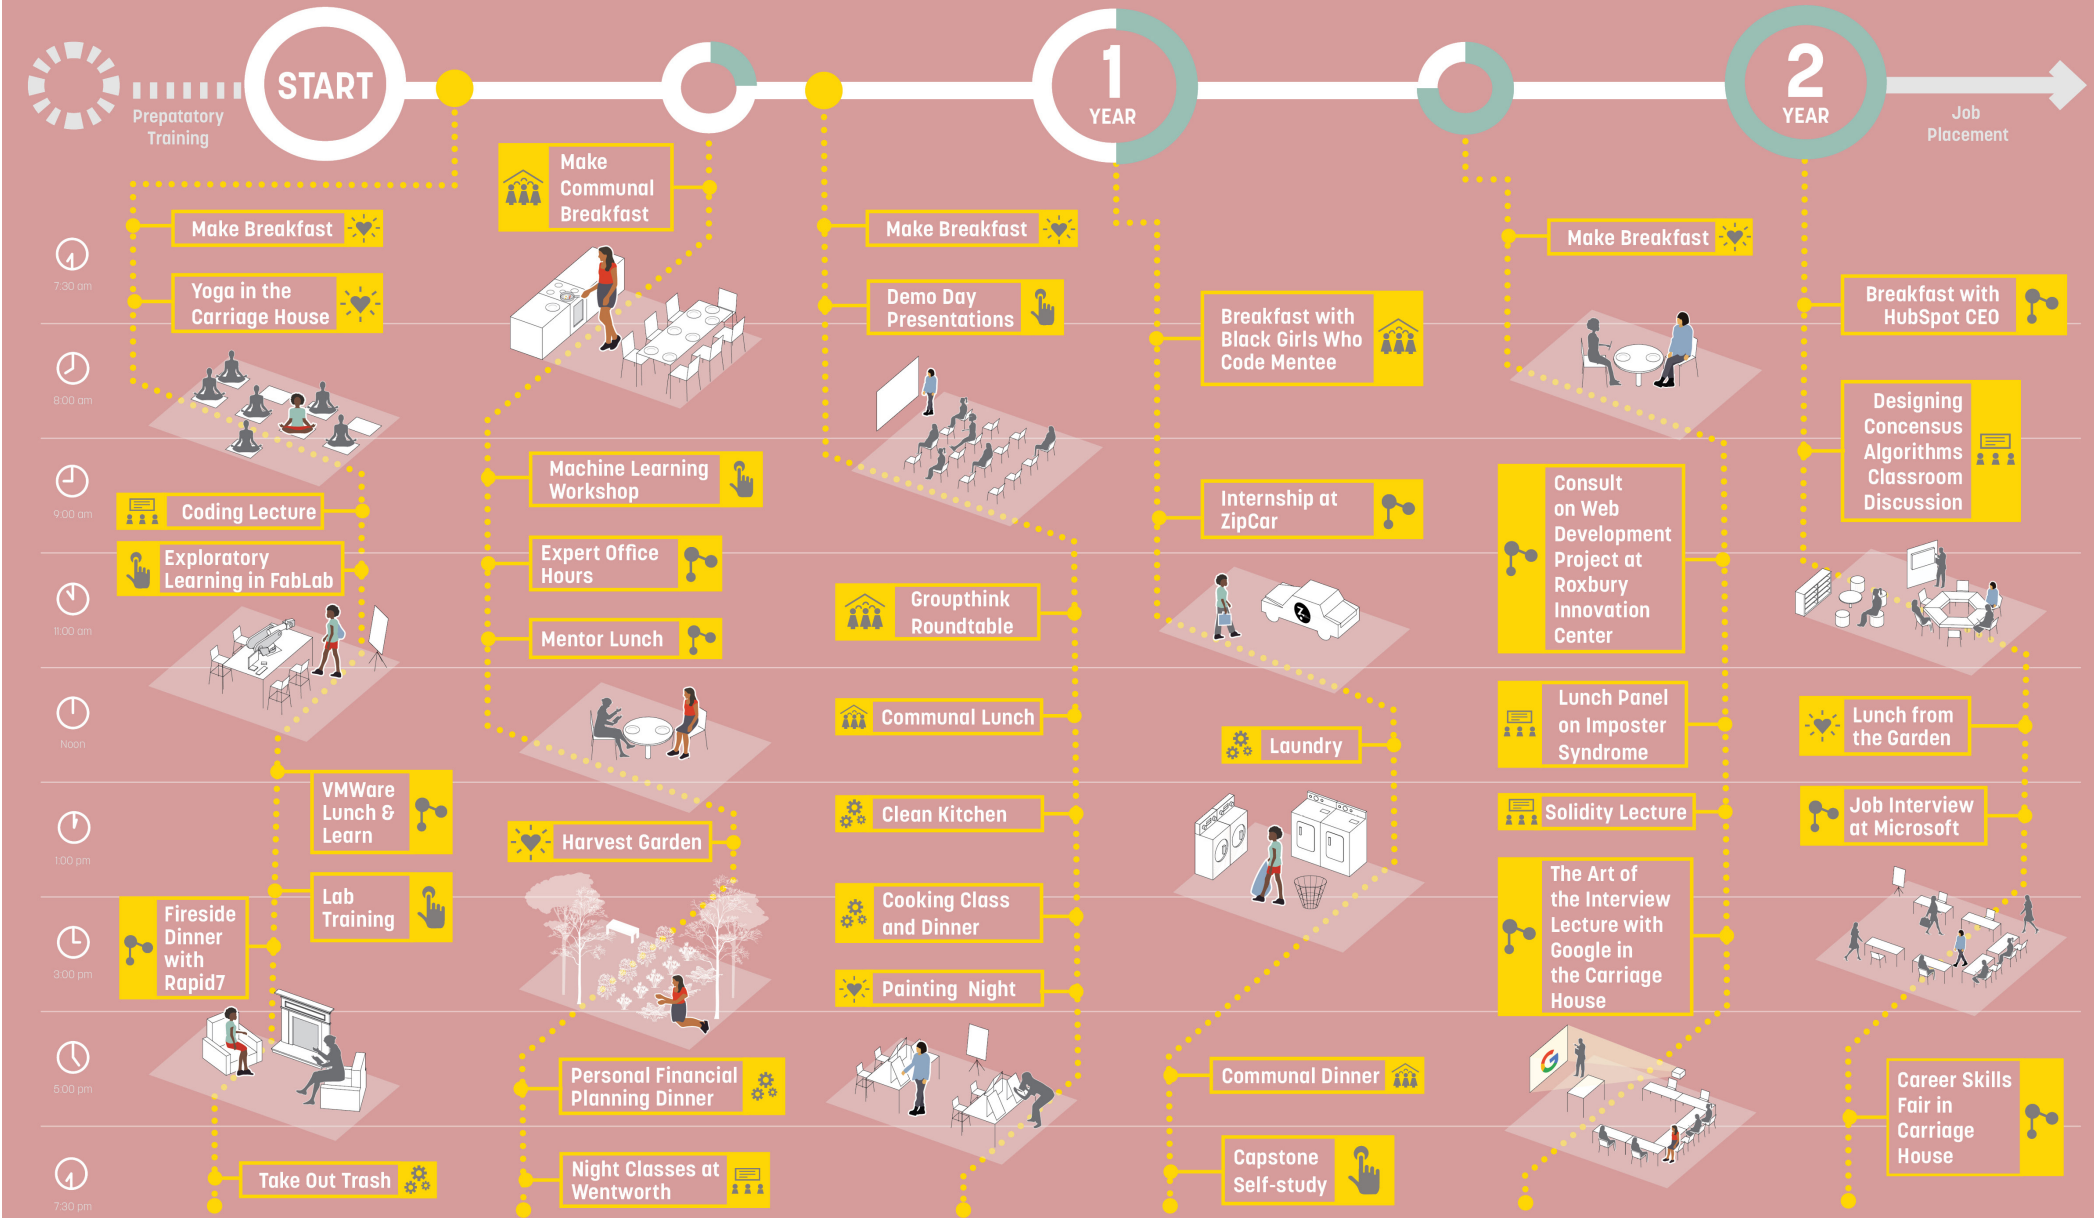 START
1
YEAR
2
YEAR
Prepatatory
Training
Job
Placement
7:30 am
8:00 am
9:00 am
11:00 am
Noon
1:00 pm
3:00 pm
5:00 pm
7:30 pm
Make Breakfast
Yoga in the
Carriage House
Coding Lecture
Exploratory
Learning in FabLab
VMWare
Lunch &
Learn
Lab
Training
Fireside
Dinner
with
Rapid7
Take Out Trash
Make
Communal
Breakfast
Machine Learning
Workshop
Expert Office
Hours
Mentor Lunch
Harvest Garden
Personal Financial
Planning Dinner
Night Classes at
Wentworth
Make Breakfast
Demo Day
Presentations
Groupthink
Roundtable
Communal Lunch
Clean Kitchen
Cooking Class
and Dinner
Painting Night
Breakfast with
Black Girls Who
Code Mentee
Internship at
ZipCar
Z
Laundry
Communal Dinner
Capstone
Self-study
Make Breakfast
Consult
on Web
Development
Project at
Roxbury
Innovation
Center
Lunch Panel
on Imposter
Syndrome
Solidity Lecture
The Art of
the Interview
Lecture with
Google in
the Carriage
House
G
Breakfast with
HubSpot CEO
Designing
Concensus
Algorithms
Classroom
Discussion
Lunch from
the Garden
Job Interview
at Microsoft
Career Skills
Fair in
Carriage
House